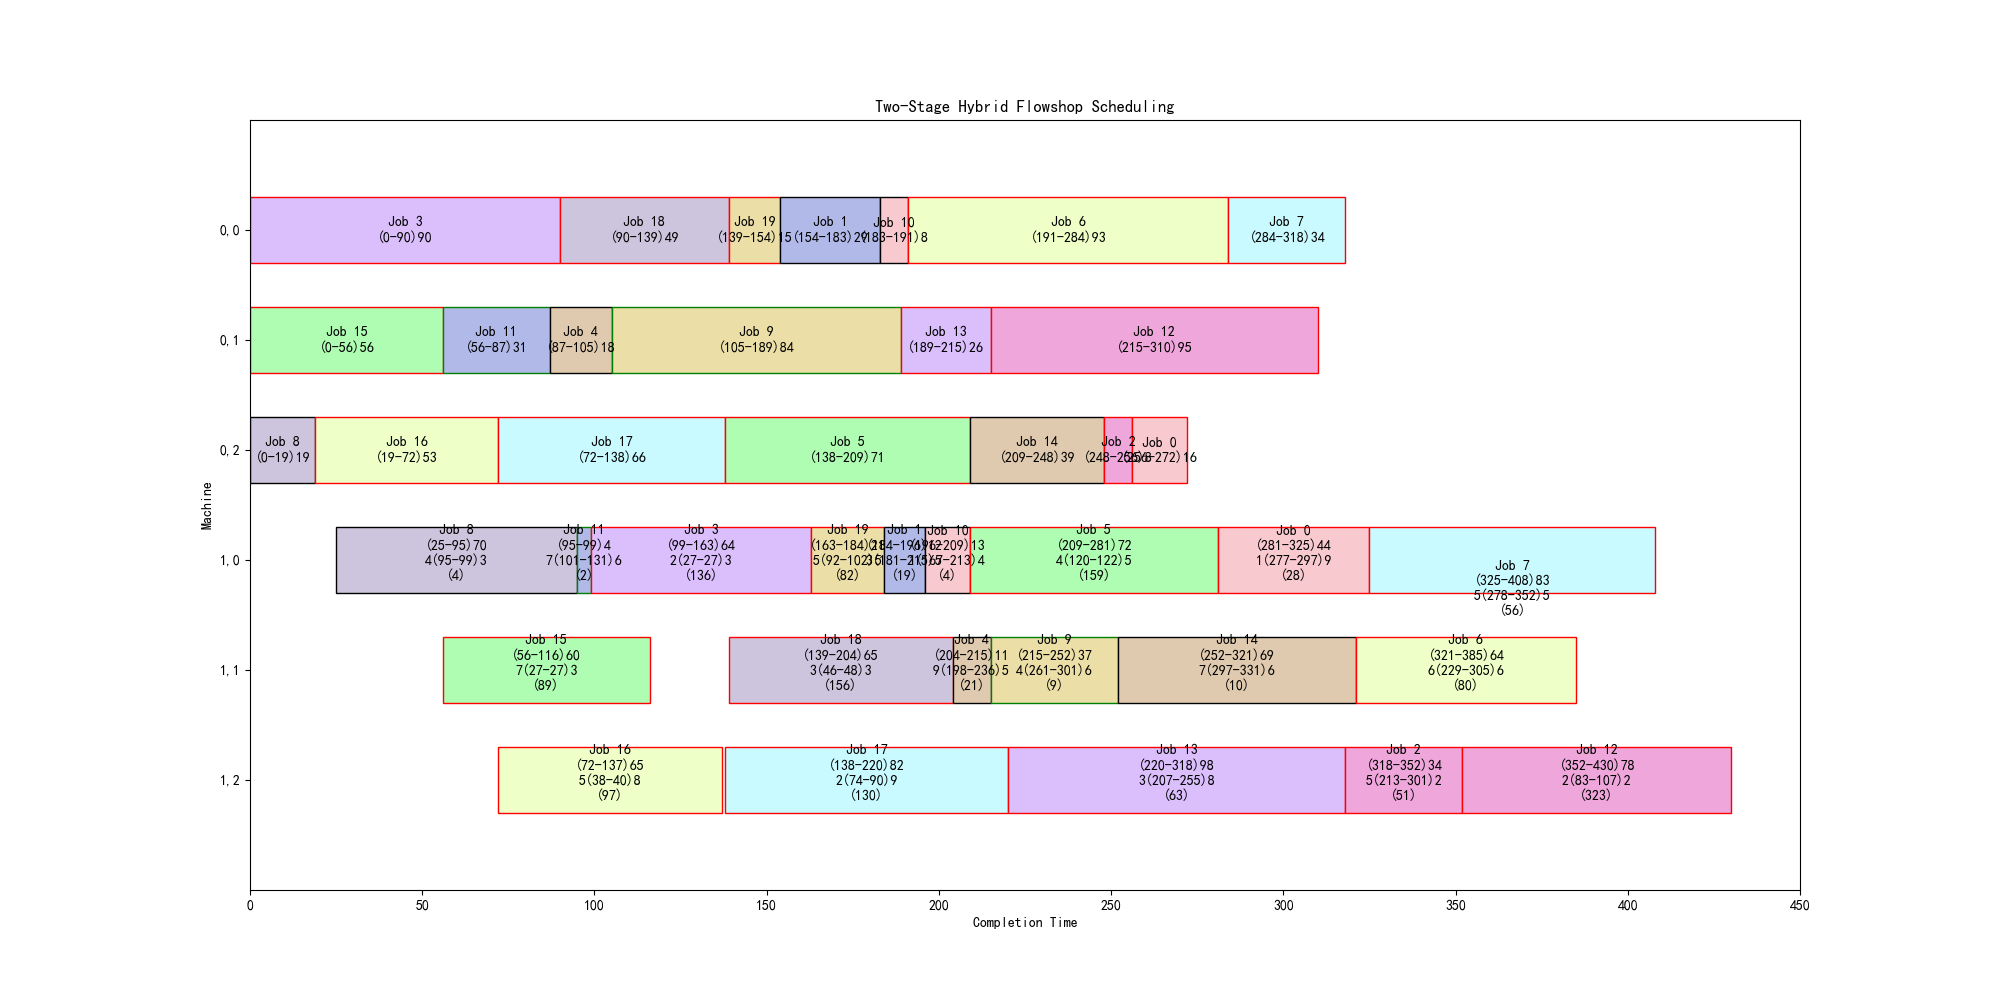 Two-Stage Hybrid Flowshop Scheduling
Machine
0,0
Job 3
(0-90)90
Job 18
(90-139)49
Job 19
(139-154)15
Job 1
(154-183)29
Job 10
(183-191)8
Job 6
(191-284)93
Job 7
(284-318)34
0,1
Job 15
(0-56)56
Job 11
(56-87)31
Job 4
(87-105)18
Job 9
(105-189)84
Job 13
(189-215)26
Job 12
(215-310)95
0,2
Job 8
(0-19)19
Job 16
(19-72)53
Job 17
(72-138)66
Job 5
(138-209)71
Job 14
(209-248)39
Job 2
(248-256)8
Job 0
(256-272)16
1,0
Job 8
(25-95)70
4(95-99)3
(4)
Job 11
(95-99)4
7(101-131)6
(2)
Job 3
(99-163)64
2(27-27)3
(136)
Job 19
(163-184)21
(82)
Job 1
(184-196)12
(19)
Job 10
(196-209)13
(4)
Job 5
(209-281)72
4(120-122)5
(159)
Job 0
(281-325)44
1(277-297)9
(28)
Job 7
(325-408)83
5(278-352)5
(56)
1,1
Job 15
(56-116)60
7(27-27)3
(89)
Job 18
(139-204)65
3(46-48)3
(156)
Job 4
(204-215)11
9(198-236)5
(21)
Job 9
(215-252)37
4(261-301)6
(9)
Job 14
(252-321)69
7(297-331)6
(10)
Job 6
(321-385)64
6(229-305)6
(80)
1,2
Job 16
(72-137)65
5(38-40)8
(97)
Job 17
(138-220)82
2(74-90)9
(130)
Job 13
(220-318)98
3(207-255)8
(63)
Job 2
(318-352)34
5(213-301)2
(51)
Job 12
(352-430)78
2(83-107)2
(323)
0
50
100
150
200
250
300
350
400
450
Completion Time